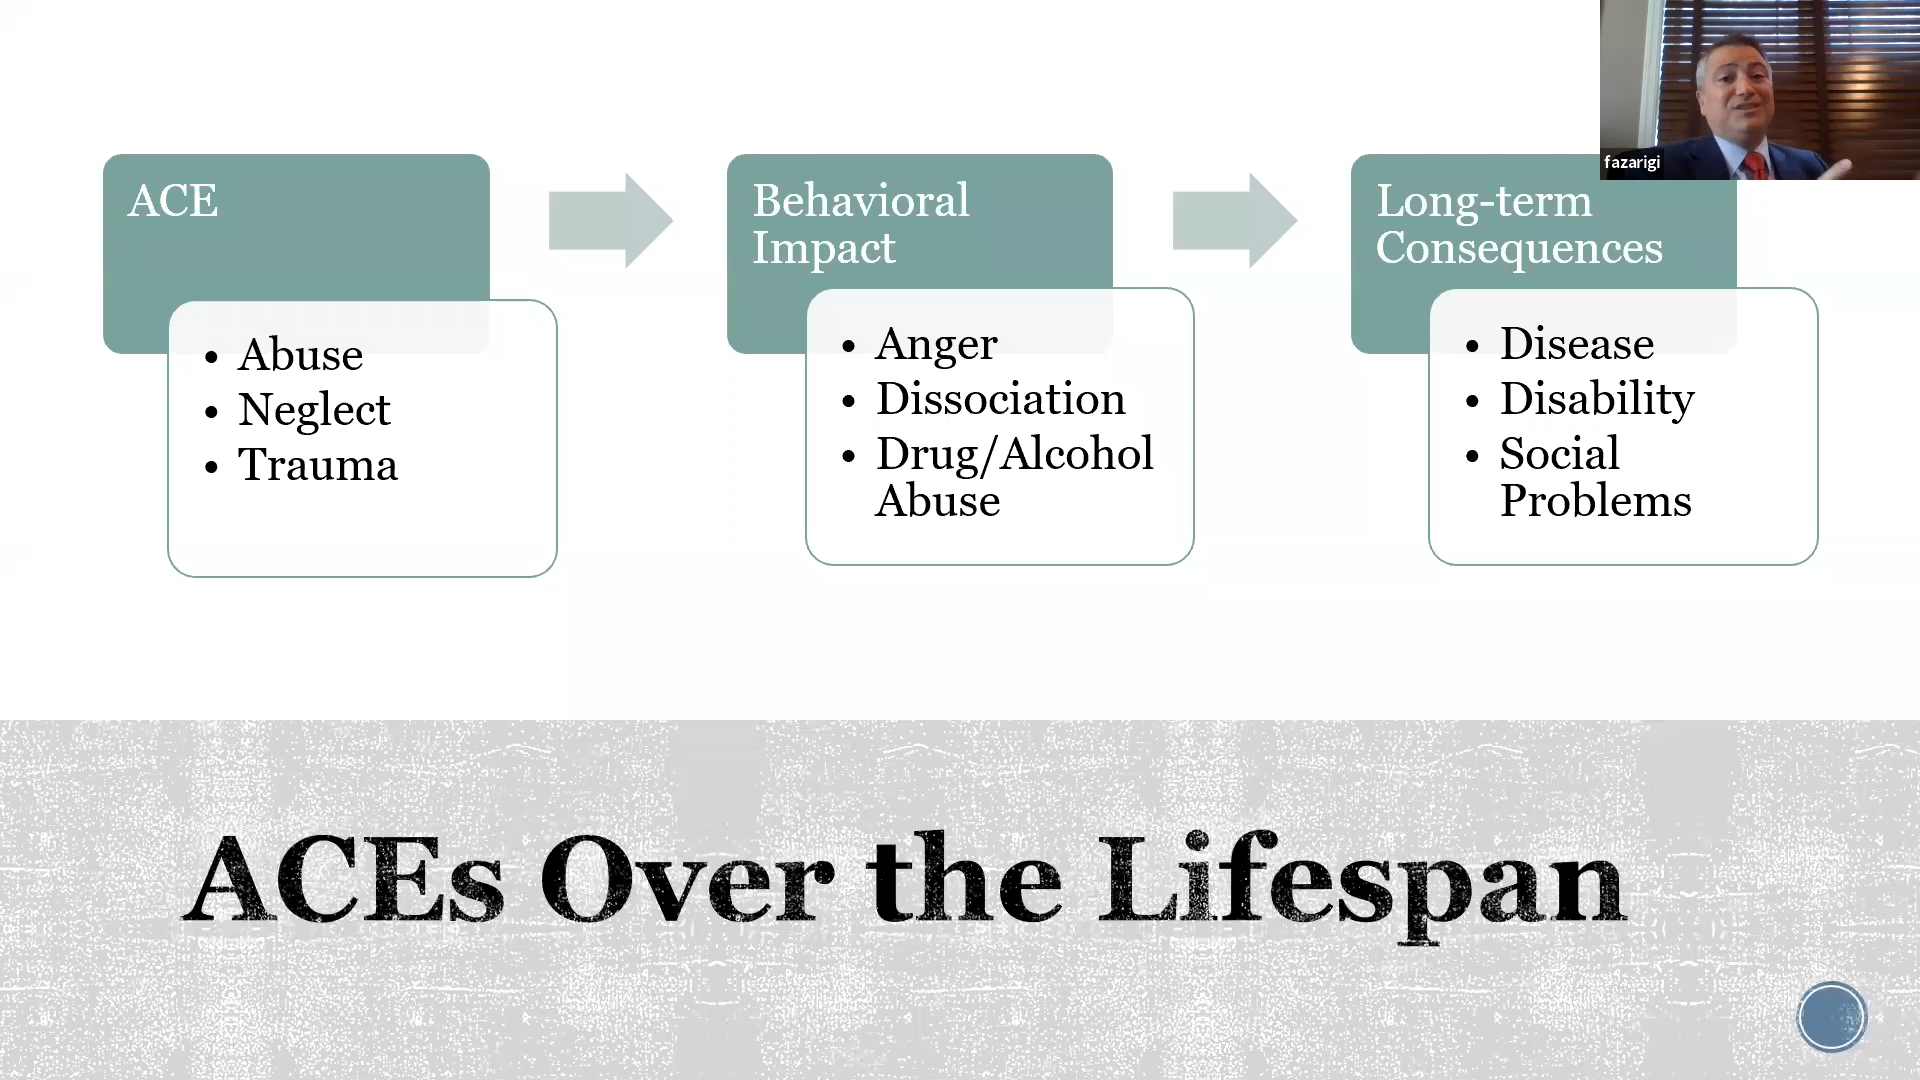 fazarigi
ACE
• Abuse
• Neglect
• Trauma
Behavioral
Impact
• Anger
• Dissociation
• Drug/Alcohol
Abuse
Long-term
Consequences
• Disease
• Disability
• Social
Problems
ACEs Over the Lifespan